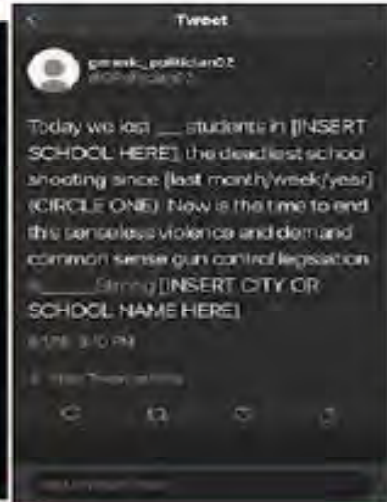 Tweet
generic_politician02
Today we lost __ students in [INSERT
SCHOOL HERE], the deadliest school
shooting since [last month/week/year]
(CIRCLE ONE). Now is the time to end
this senseless violence and demand
common sense gun control legislation
Strong [INSERT CITY OR
SCHOOL NAME HERE]
PM